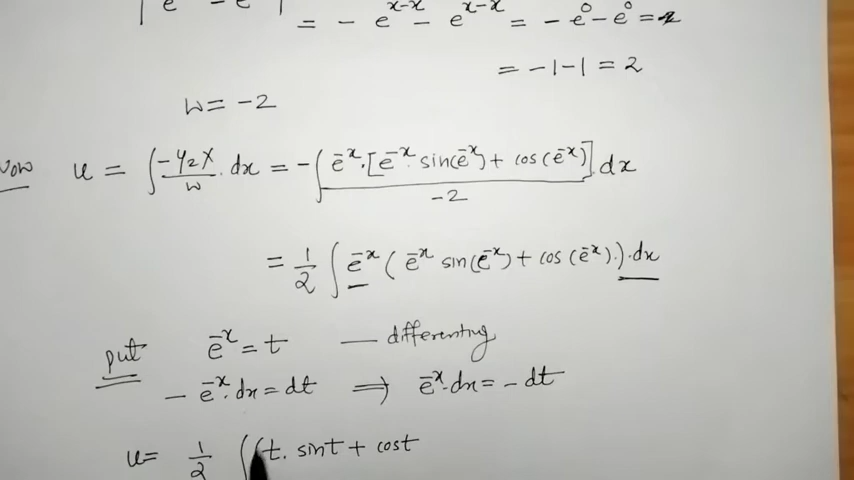 | e - e | = - e^{x-x} - e^{x-x} = - e^0 - e^0 = -2
= -1-1 = 2
W = -2
Now u = ∫ -y2X/W . dx = - ∫ e^-x.[e^-x. sin(e^-x) + cos(e^-x)]/-2 dx
= 1/2 ∫ e^-x (e^-x sin(e^-x) + cos(e^-x).).dx
put e^-x = t — differenting
- e^-x.dx = dt ⟹ e^-x.dx = - dt
u = 1/2 ∫(t. sint + cost